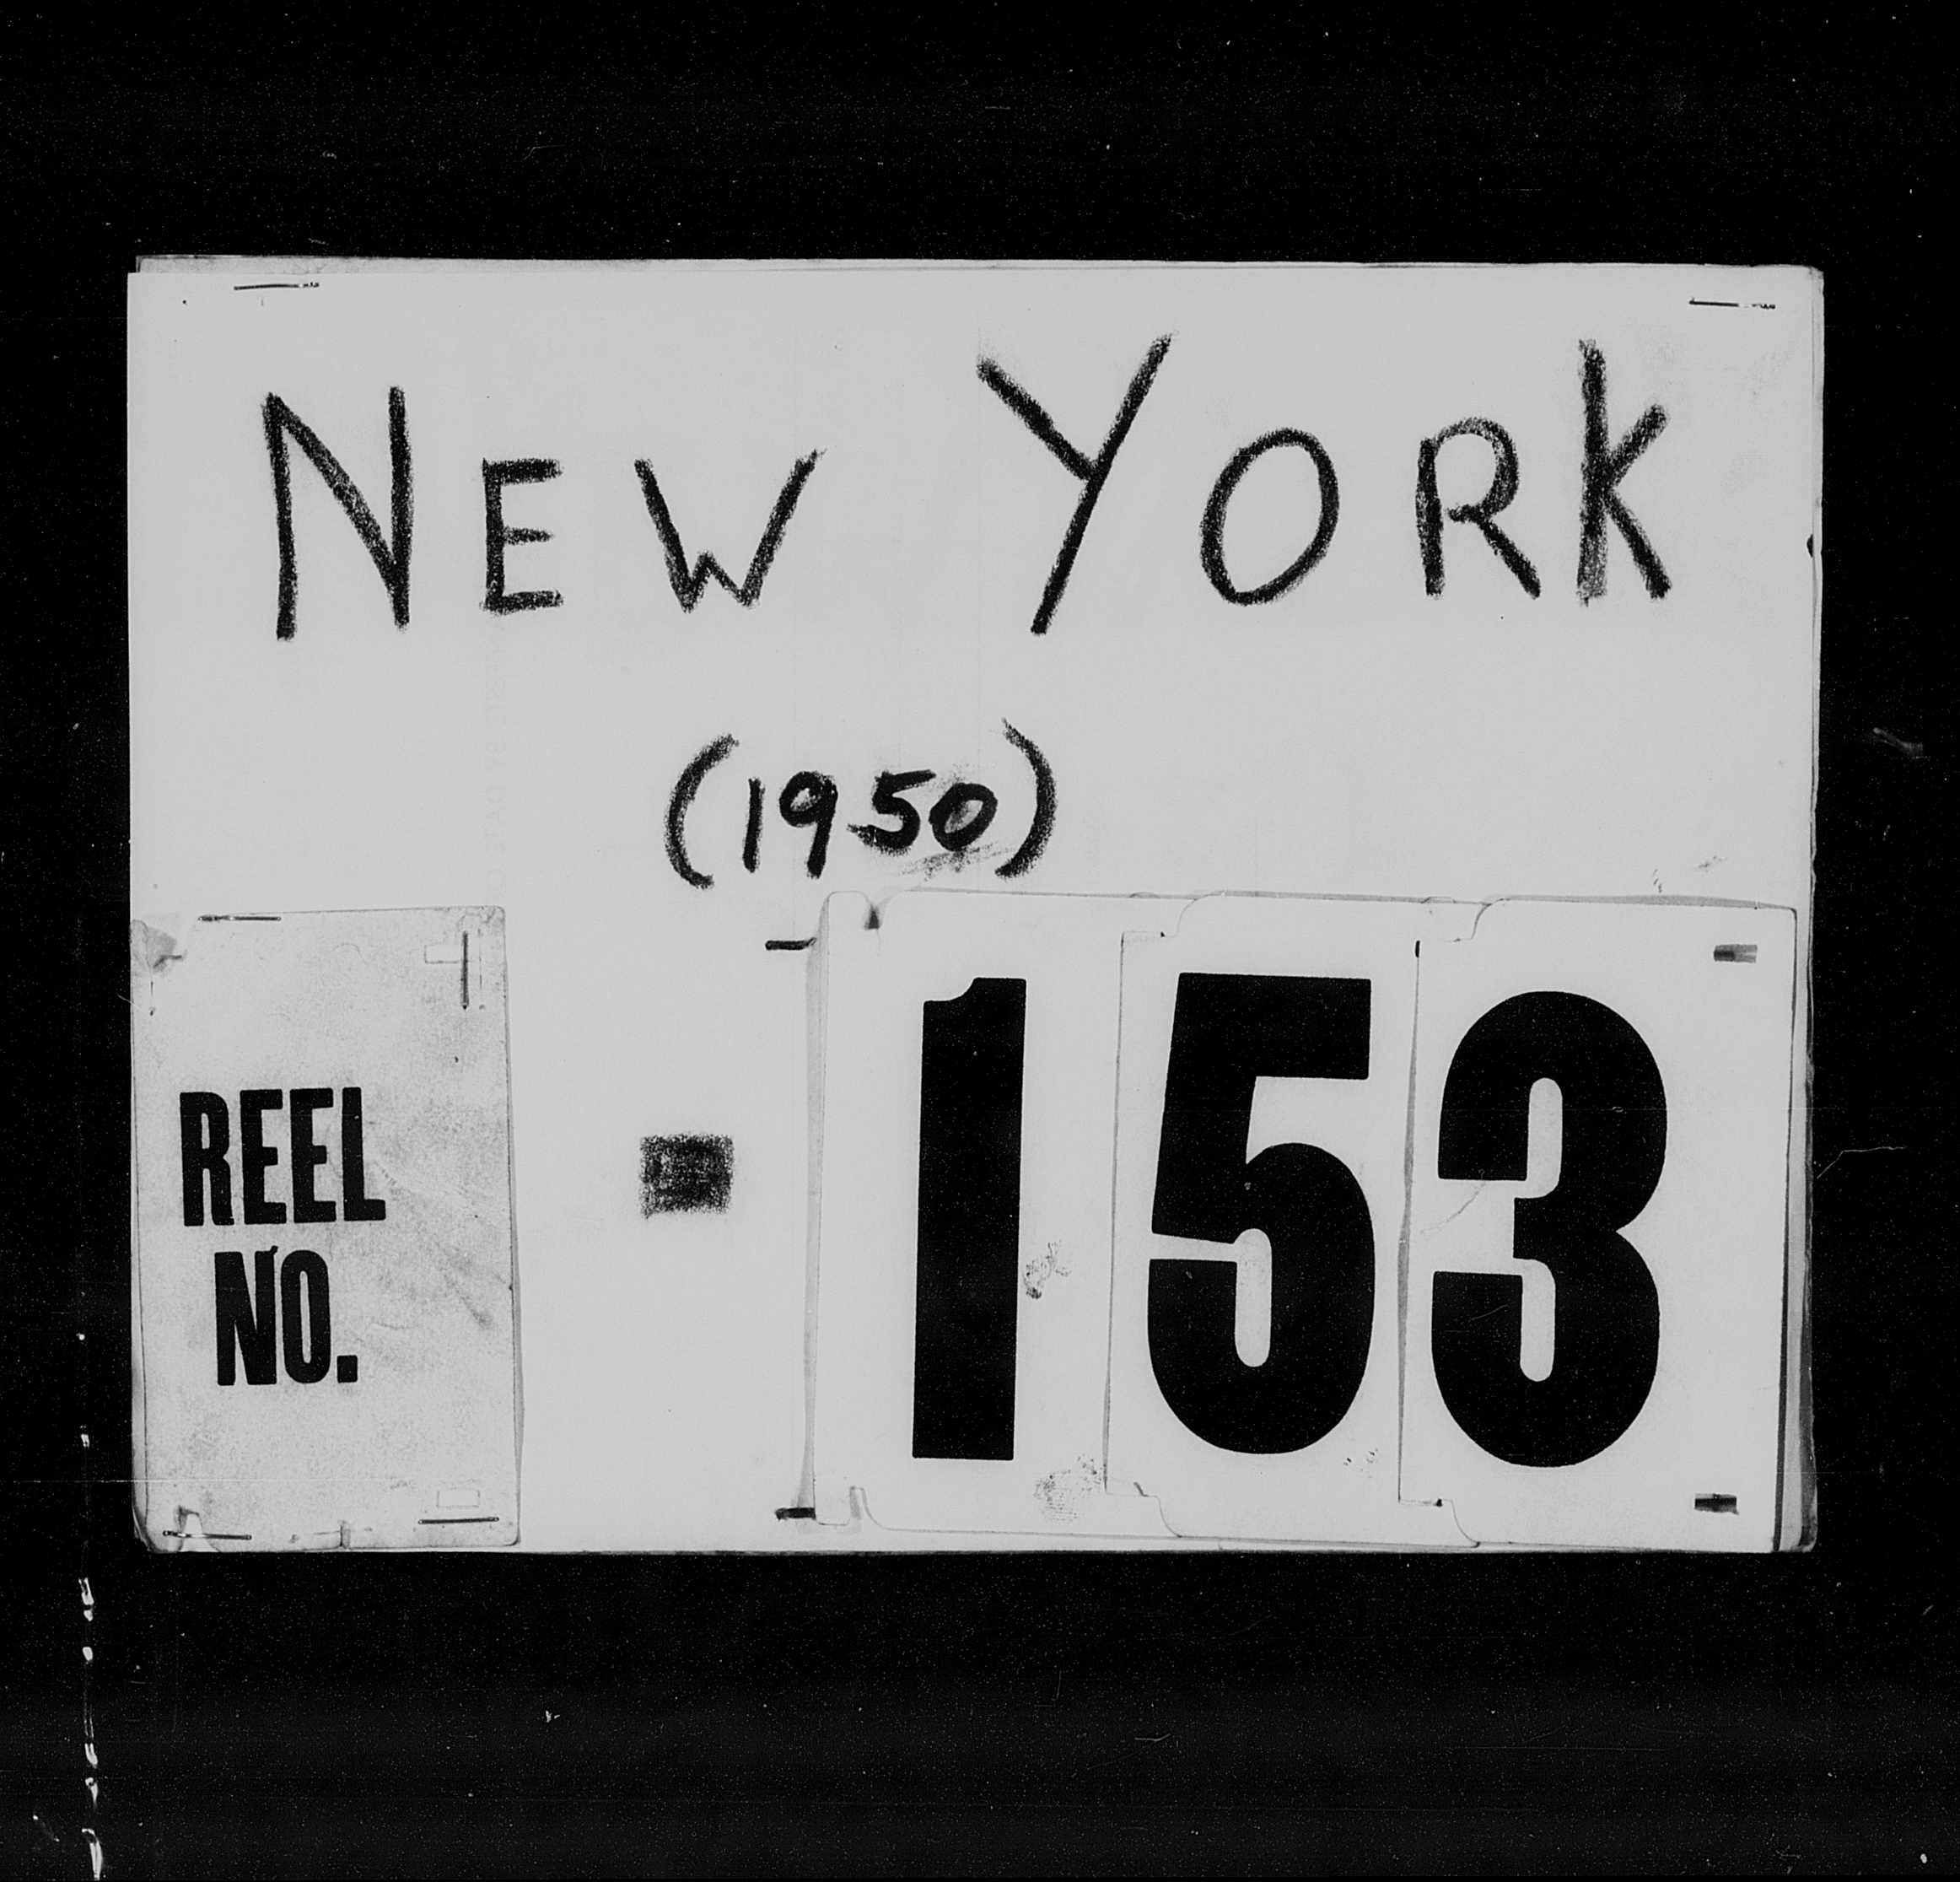 NEW YORK
(1950)
REEL
NO.
- 153